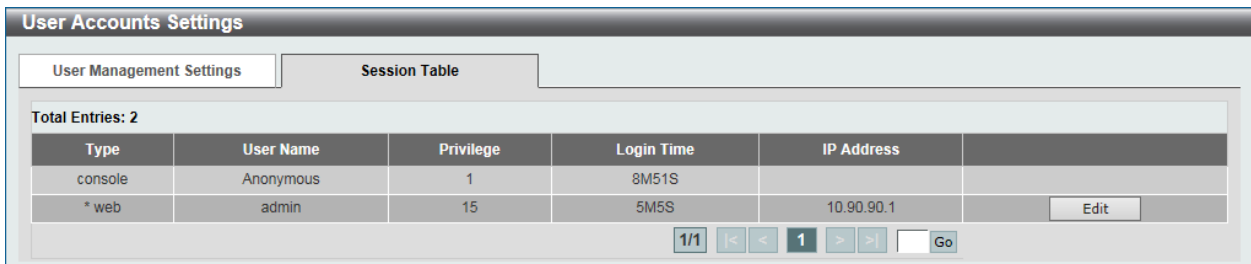 User Accounts Settings
User Management Settings Session Table
Total Entries: 2
Type User Name Privilege Login Time IP Address
console Anonymous 1 8M51S
* web admin 15 5M5S 10.90.90.1 Edit
1/1 |< < 1 > >| Go